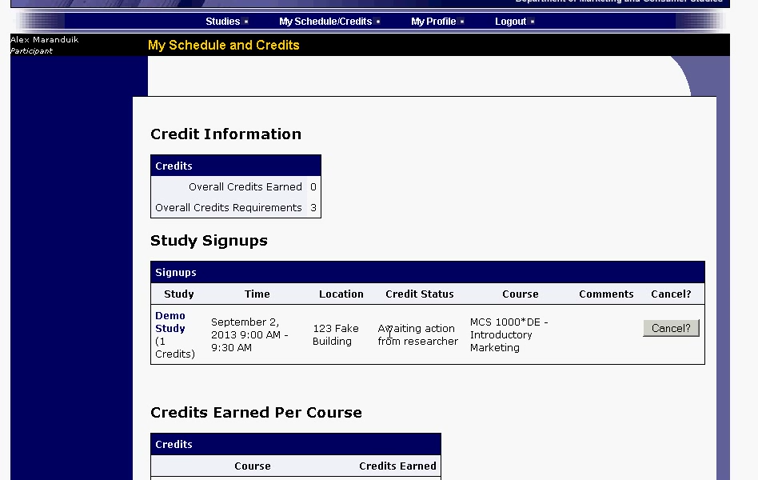 Department of Marketing and Consumer Studies
Studies My Schedule/Credits My Profile Logout
Alex Maranduik
Participant
My Schedule and Credits
Credit Information
Credits
Overall Credits Earned 0
Overall Credits Requirements 3
Study Signups
Signups
Study Time Location Credit Status Course Comments Cancel?
Demo Study (1 Credits)
September 2, 2013 9:00 AM - 9:30 AM
123 Fake Building
Awaiting action from researcher
MCS 1000*DE - Introductory Marketing
Cancel?
Credits Earned Per Course
Credits
Course Credits Earned